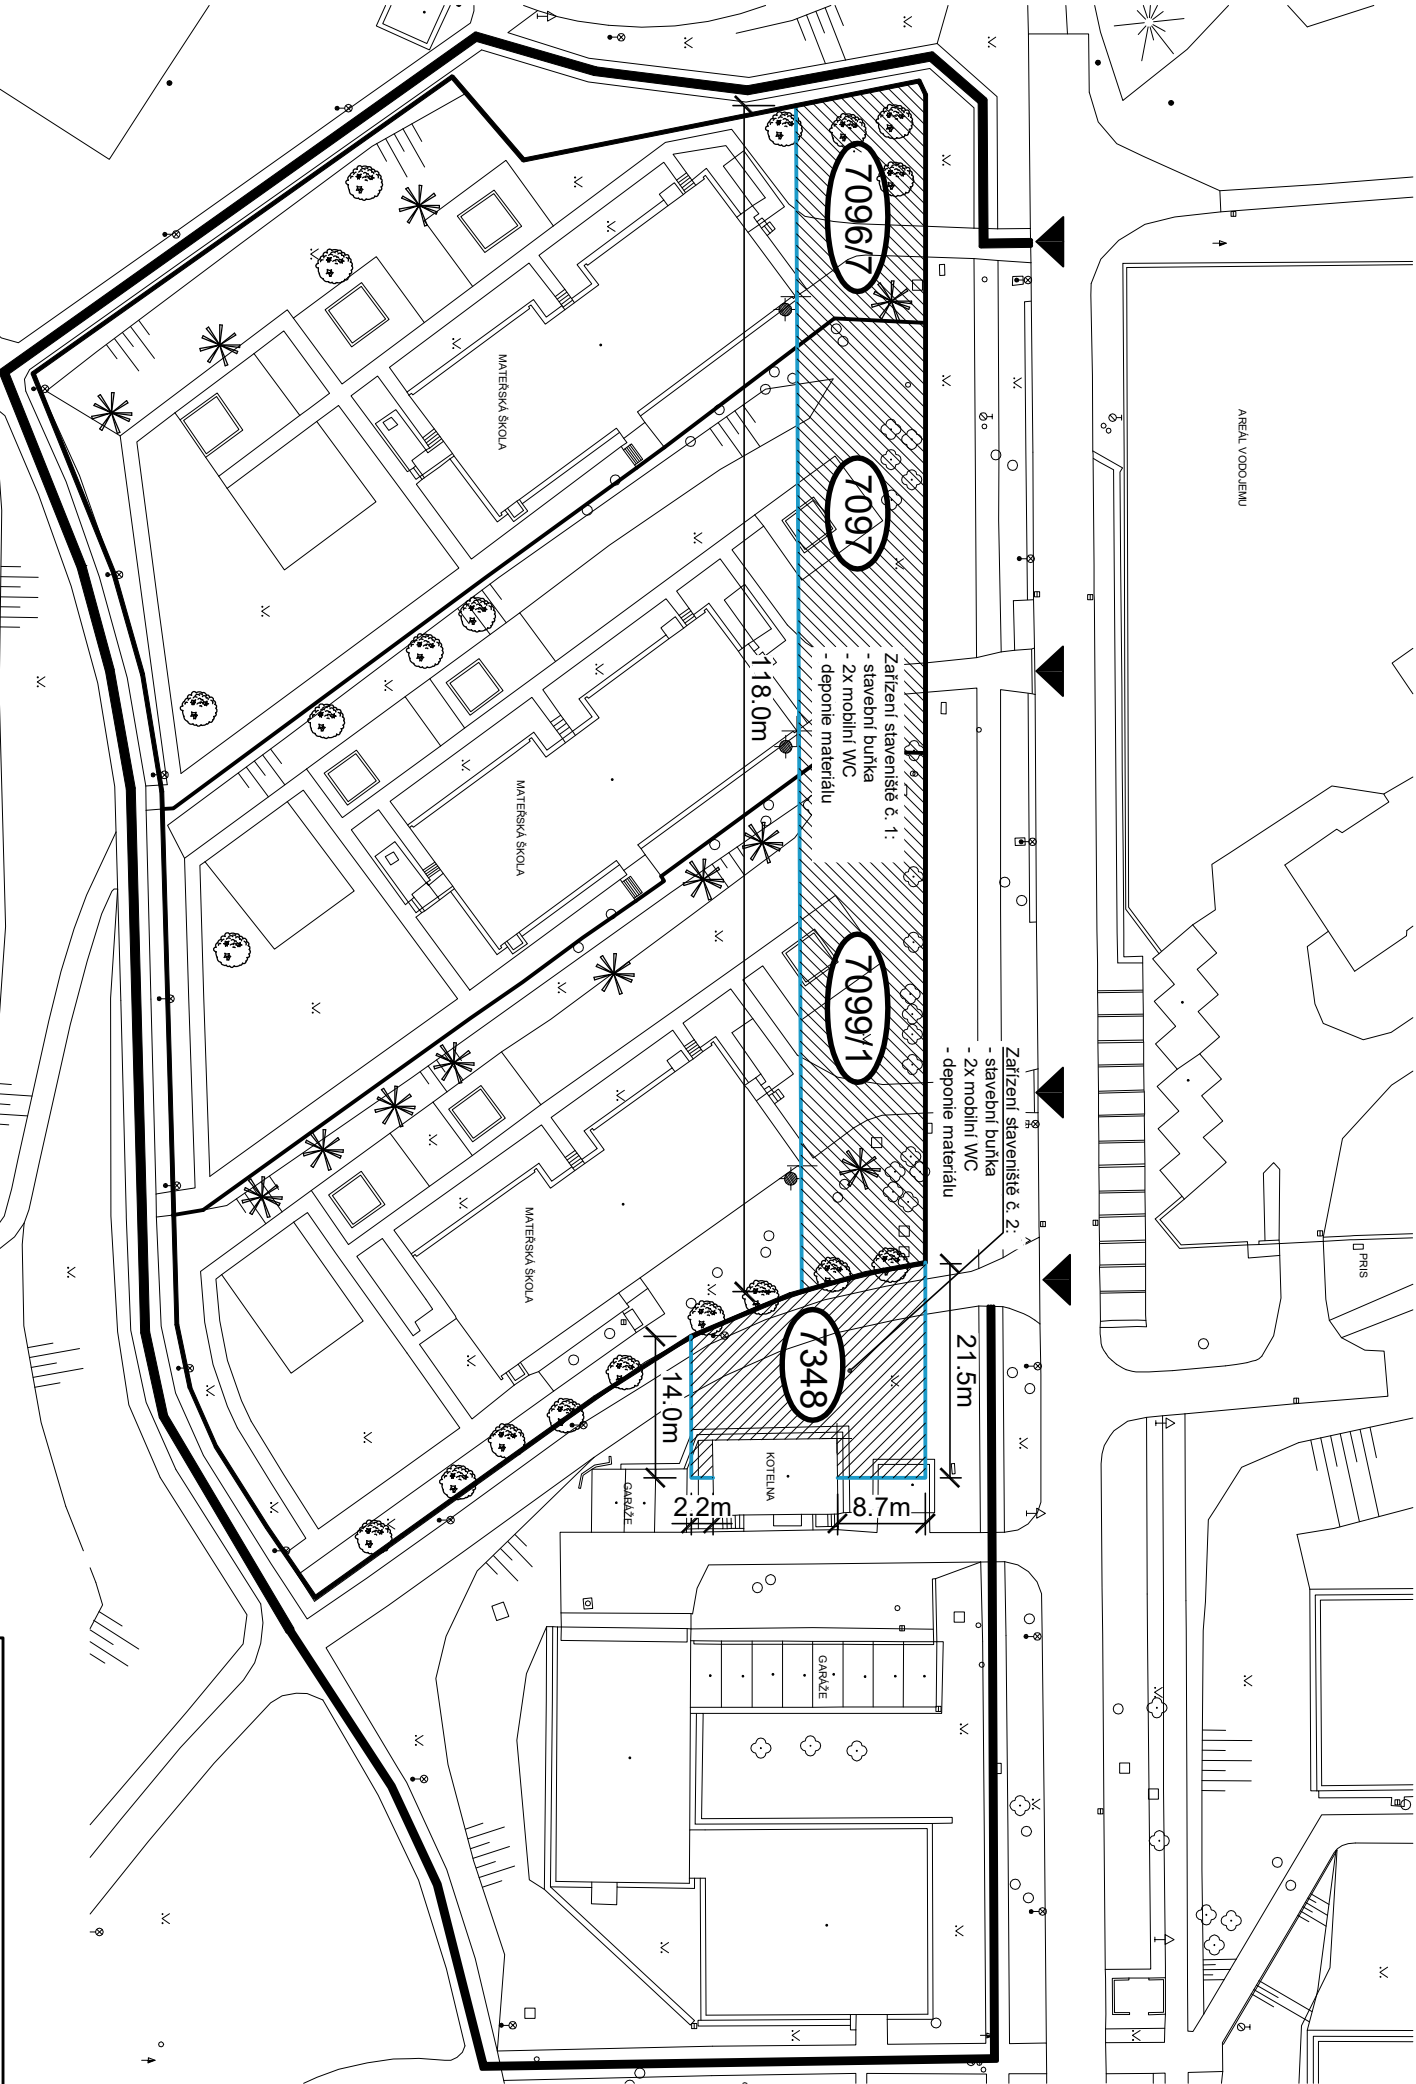 AREÁL VODOJEMU
PRIS
7096/7
7097
7099/1
7348
Zařízení staveniště č. 1:
- stavební buňka
- 2x mobilní WC
- deponie materiálu
Zařízení staveniště č. 2:
- stavební buňka
- 2x mobilní WC
- deponie materiálu
118.0m
21.5m
14.0m
2.2m
8.7m
MATEŘSKÁ ŠKOLA
MATEŘSKÁ ŠKOLA
MATEŘSKÁ ŠKOLA
KOTELNA
GARÁŽE
GARÁŽE